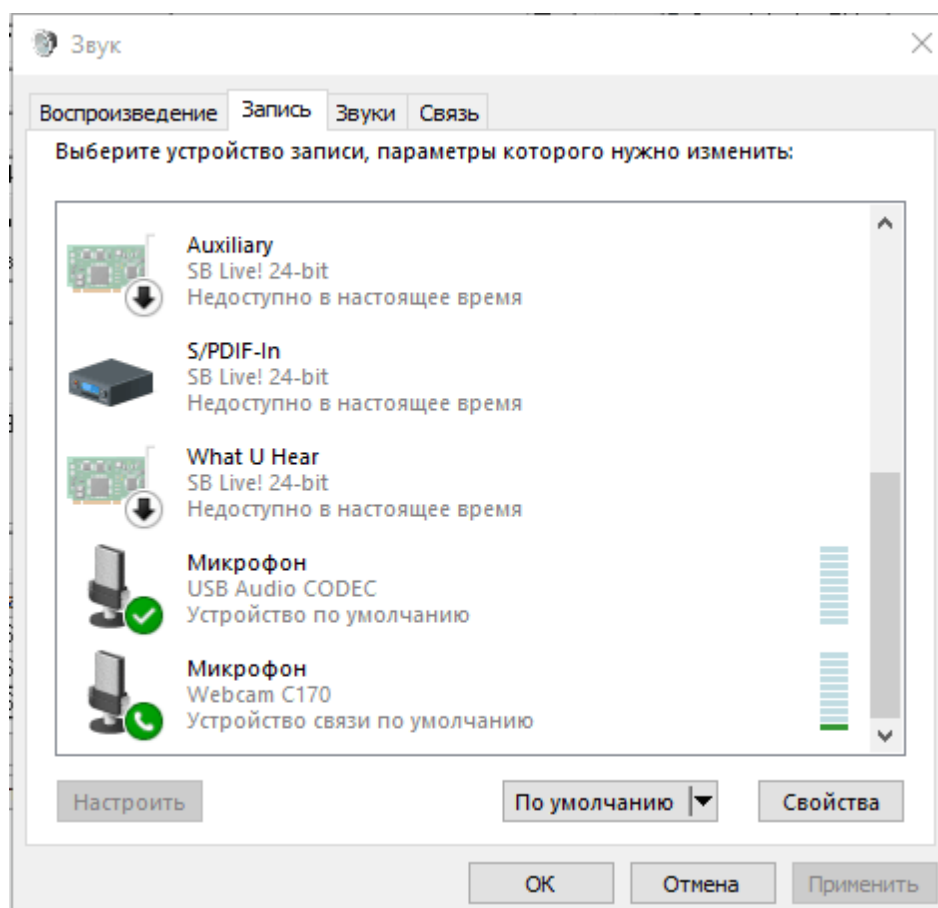 Звук
Воспроизведение Запись Звуки Связь
Выберите устройство записи, параметры которого нужно изменить:
Auxiliary
SB Live! 24-bit
Недоступно в настоящее время
S/PDIF-In
SB Live! 24-bit
Недоступно в настоящее время
What U Hear
SB Live! 24-bit
Недоступно в настоящее время
Микрофон
USB Audio CODEC
Устройство по умолчанию
Микрофон
Webcam C170
Устройство связи по умолчанию
Настроить По умолчанию Свойства
ОК Отмена Применить